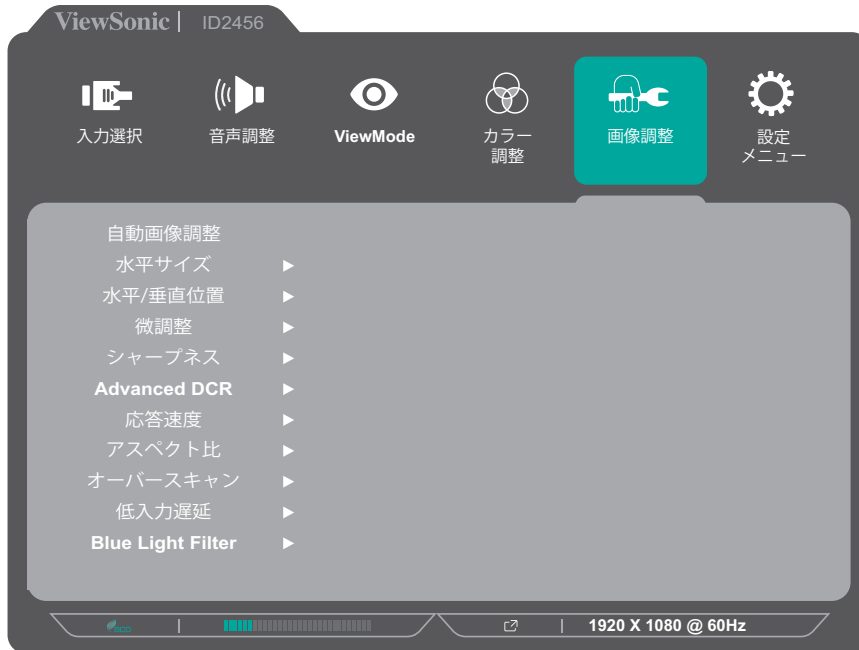 ViewSonic | ID2456
入力選択
音声調整
ViewMode
カラー
調整
画像調整
設定
メニュー
自動画像調整
水平サイズ
水平/垂直位置
微調整
シャープネス
Advanced DCR
応答速度
アスペクト比
オーバースキャン
低入力遅延
Blue Light Filter
eco
1920 X 1080 @ 60Hz